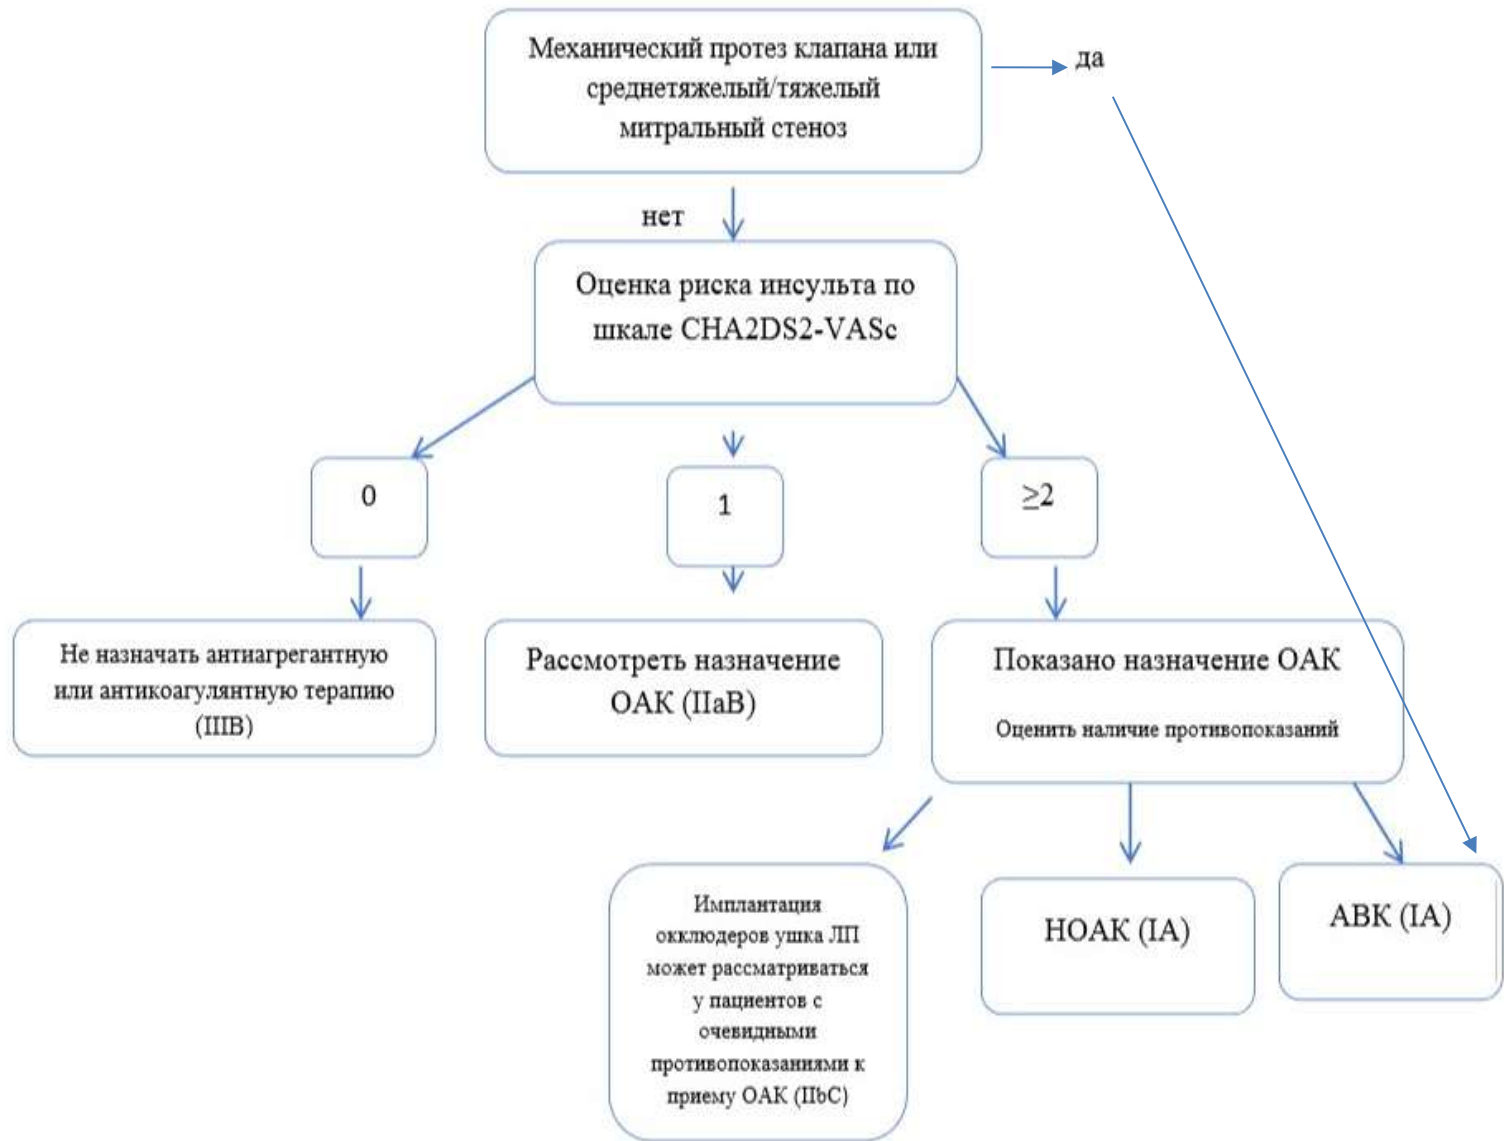 Механический протез клапана или
среднетяжелый/тяжелый
митральный стеноз
да
нет
Оценка риска инсульта по
шкале CHA2DS2-VASc
0
1
≥2
Не назначать антиагрегантную
или антикоагулянтную терапию
(IIIB)
Рассмотреть назначение
ОАК (IIaB)
Показано назначение ОАК
Оценить наличие противопоказаний
Имплантация
окклюдеров ушка ЛП
может рассматриваться
у пациентов с
очевидными
противопоказаниями к
приему ОАК (IIbC)
НОАК (IA)
АВК (IA)